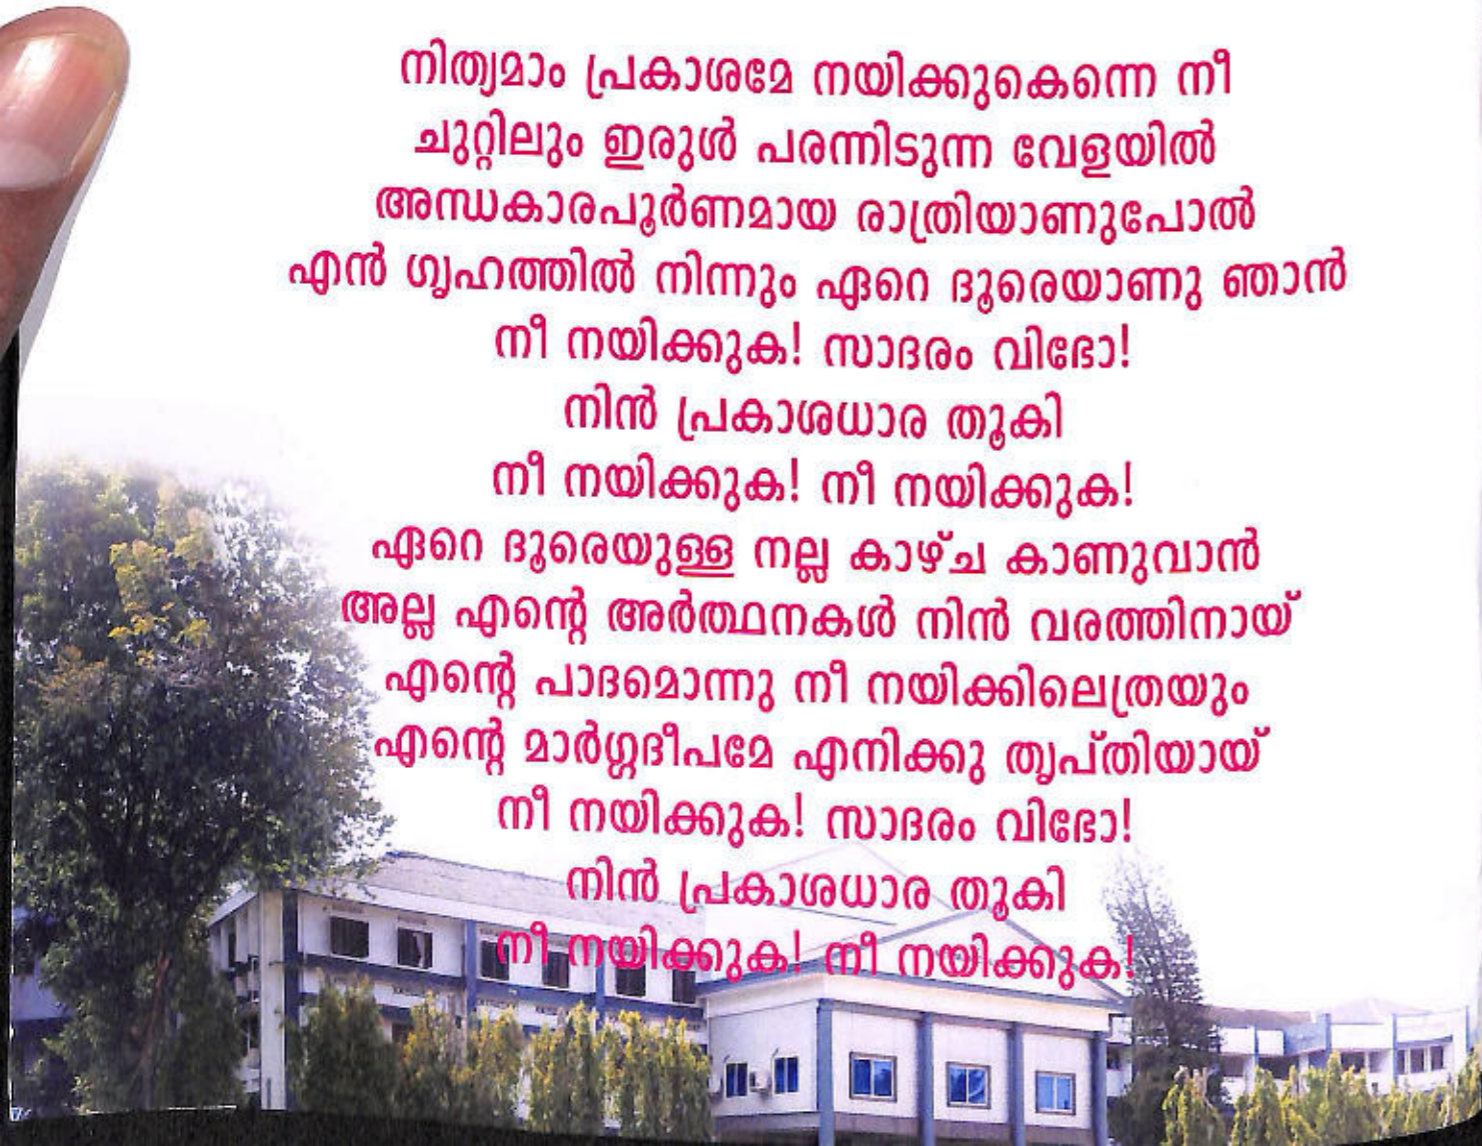 നിത്യമാം പ്രകാശമേ നയിക്കുകെന്നെ നീ
ചുറ്റിലും ഇരുൾ പരന്നിടുന്ന വേളയിൽ
അന്ധകാരപൂർണമായ രാത്രിയാണുപോൽ
എൻ ഗൃഹത്തിൽ നിന്നും ഏറെ ദൂരെയാണു ഞാൻ
നീ നയിക്കുക! സാദരം വിഭോ!
നിൻ പ്രകാശധാര തൂകി
നീ നയിക്കുക! നീ നയിക്കുക!
ഏറെ ദൂരെയുള്ള നല്ല കാഴ്ച കാണുവാൻ
അല്ല എന്റെ അർത്ഥനകൾ നിൻ വരത്തിനായ്
എന്റെ പാദമൊന്നു നീ നയിക്കിലെത്രയും
എന്റെ മാർഗ്ഗദീപമേ എനിക്കു തൃപ്തിയായ്
നീ നയിക്കുക! സാദരം വിഭോ!
നിൻ പ്രകാശധാര തൂകി
നീ നയിക്കുക! നീ നയിക്കുക!